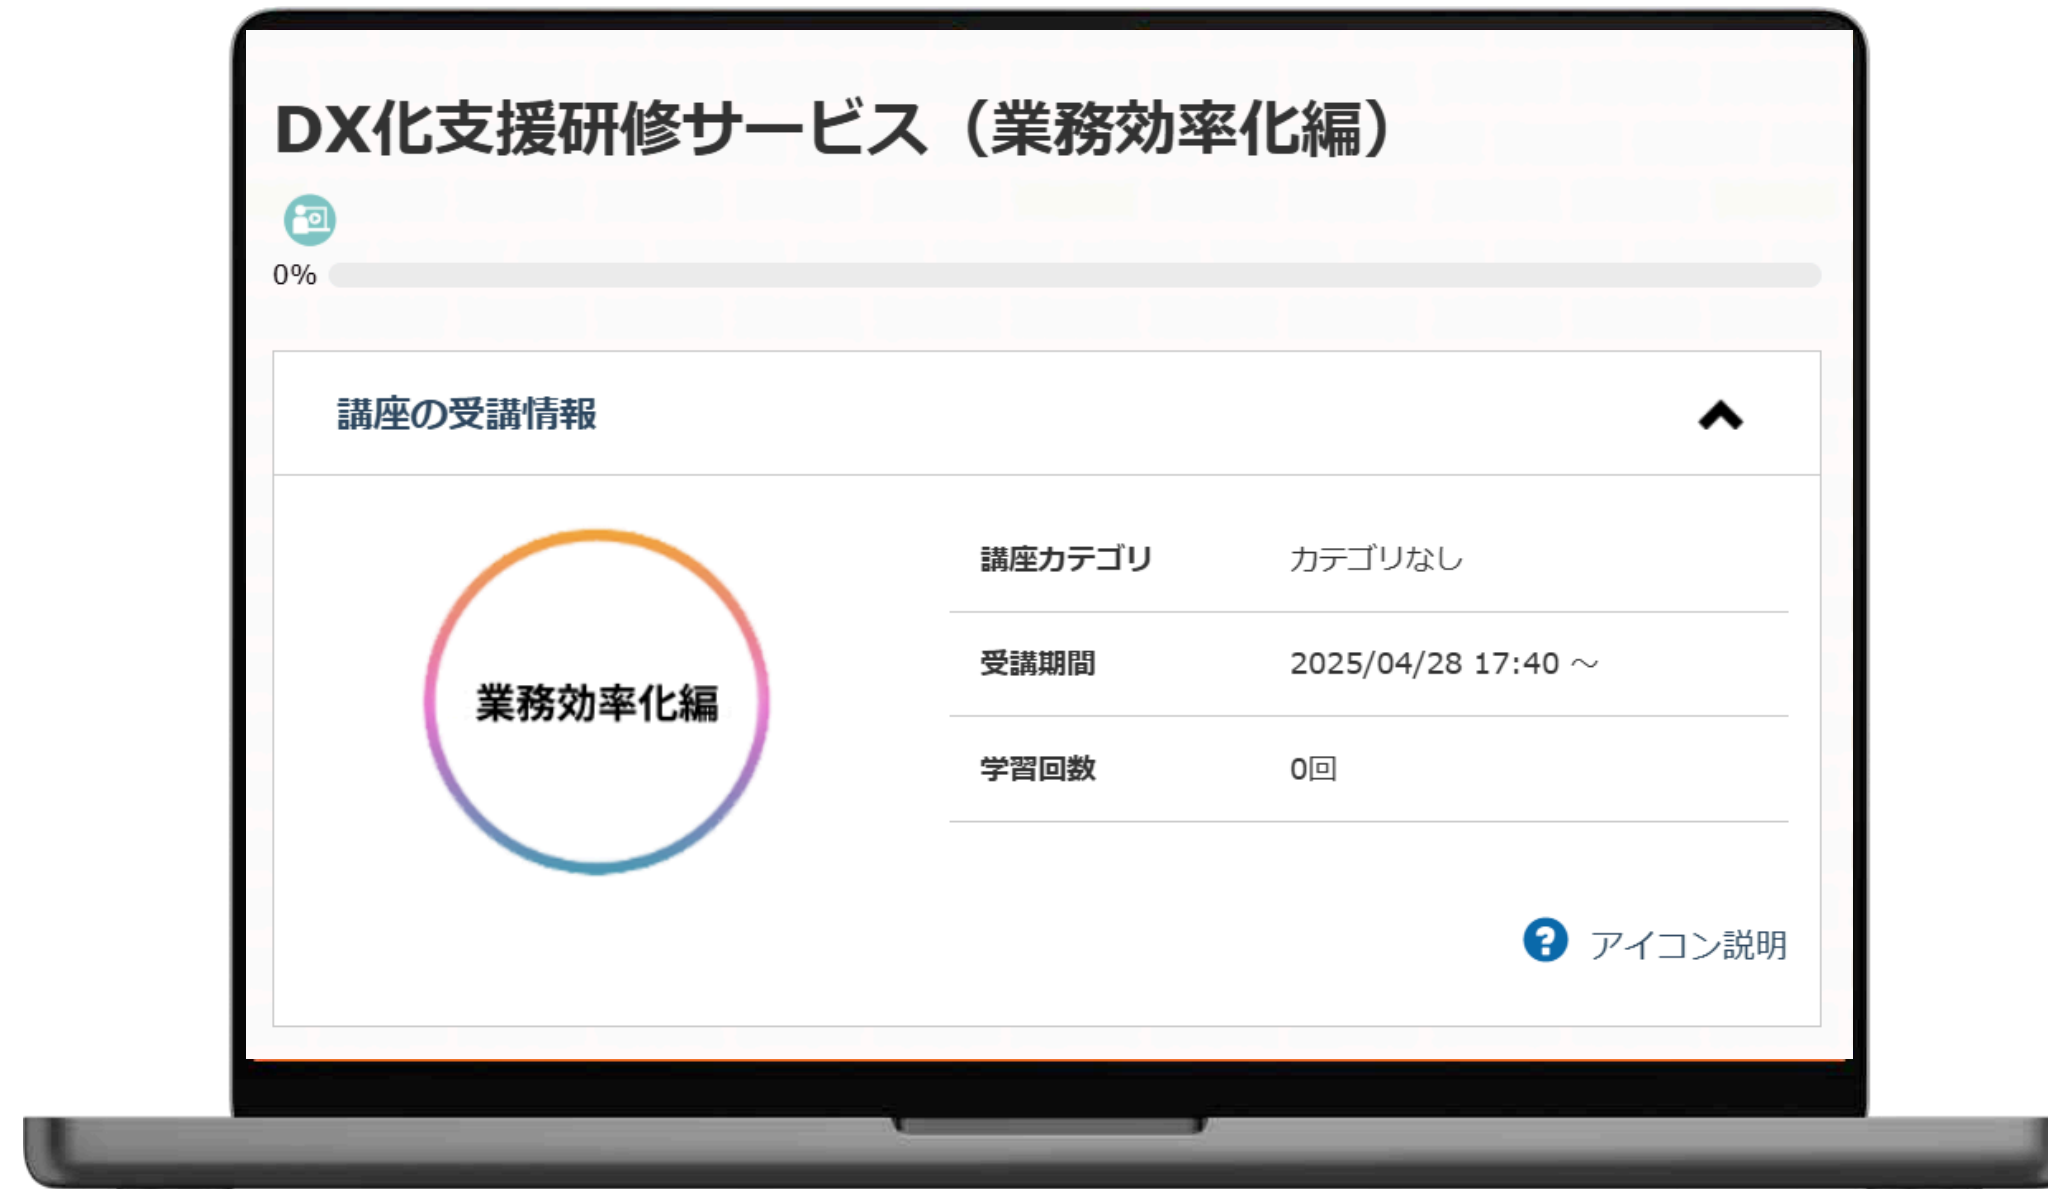 DX化支援研修サービス（業務効率化編）
0%
講座の受講情報
業務効率化編
講座カテゴリ カテゴリなし
受講期間 2025/04/28 17:40 ～
学習回数 0回
アイコン説明